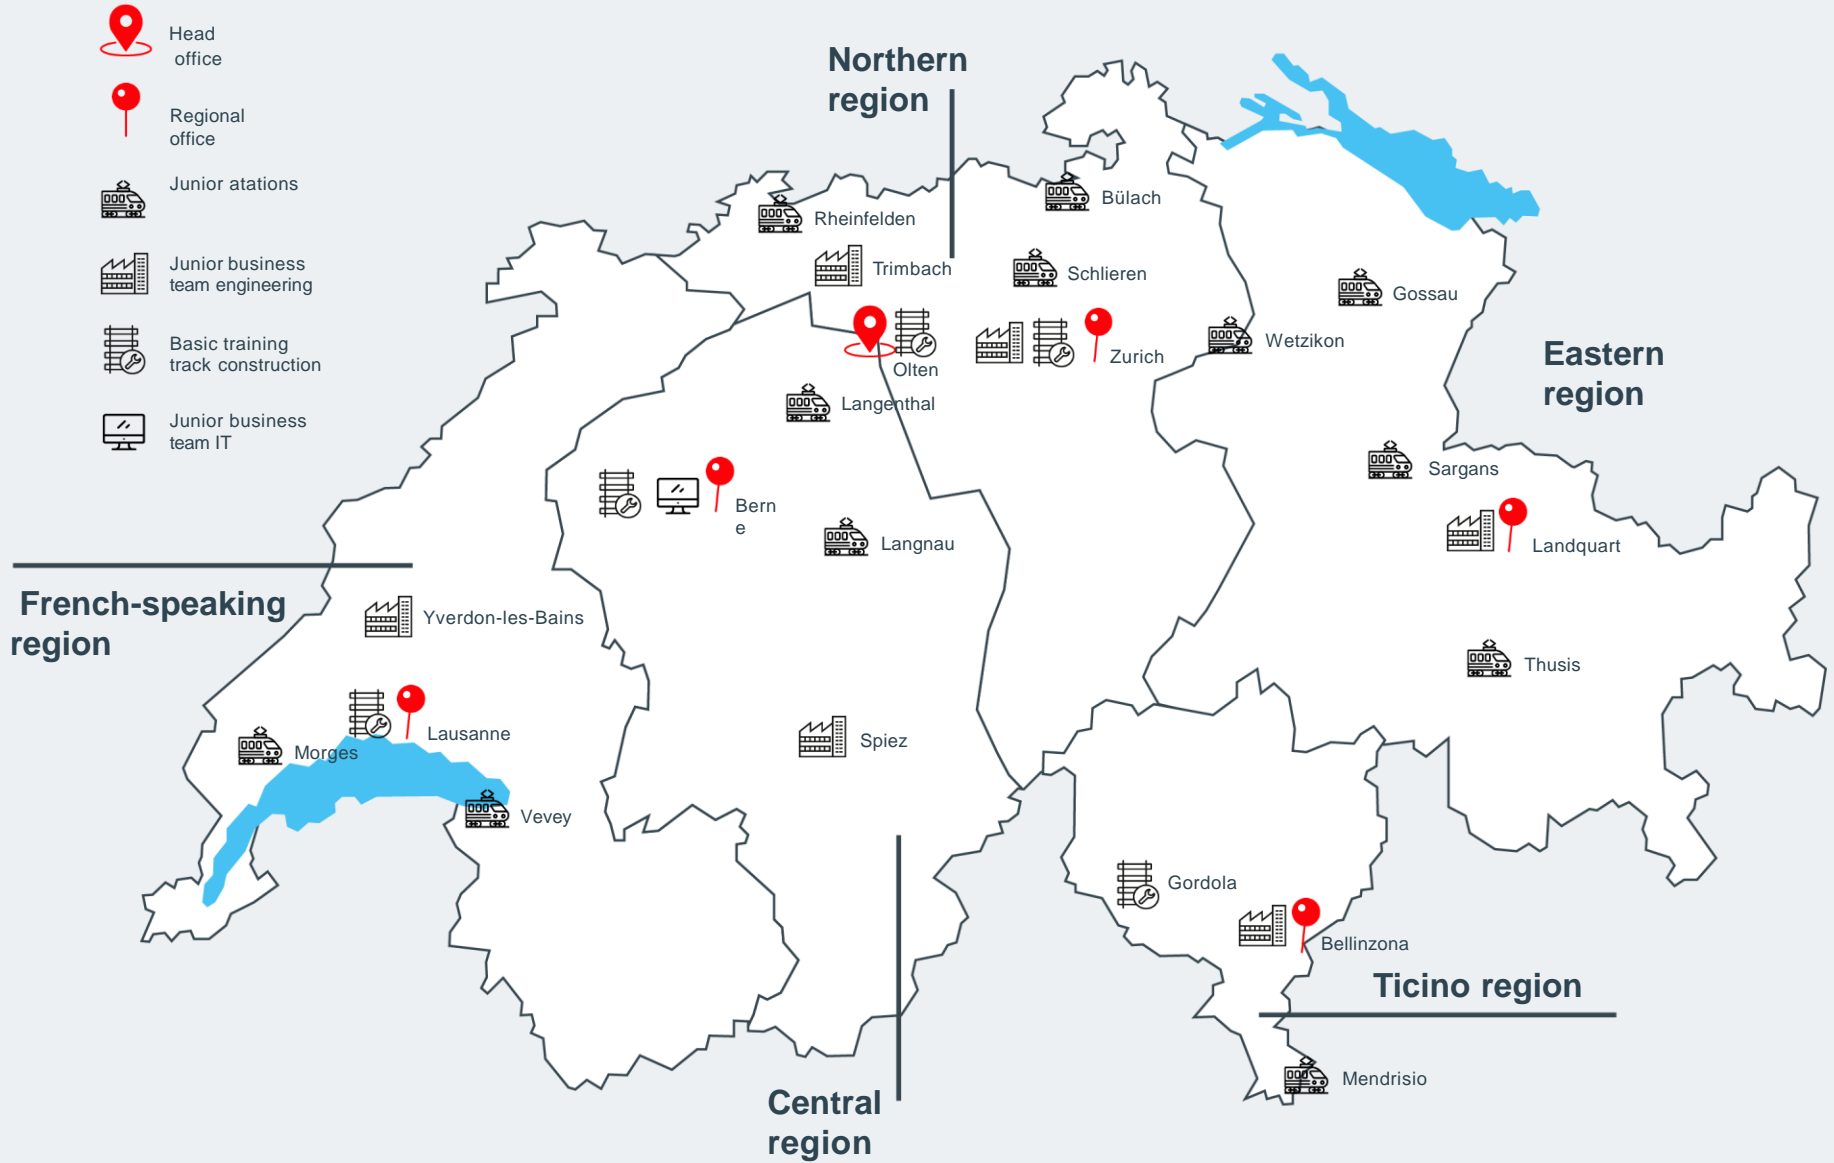 Head
office
Regional
office
Junior atations
Junior business
team engineering
Basic training
track construction
Junior business
team IT
Northern
region
Bülach
Rheinfelden
Trimbach
Schlieren
Gossau
Wetzikon
Zurich
Olten
Eastern
region
Langenthal
Sargans
Bern
e
Langnau
Landquart
French-speaking
region
Yverdon-les-Bains
Thusis
Lausanne
Morges
Spiez
Vevey
Gordola
Bellinzona
Ticino region
Mendrisio
Central
region